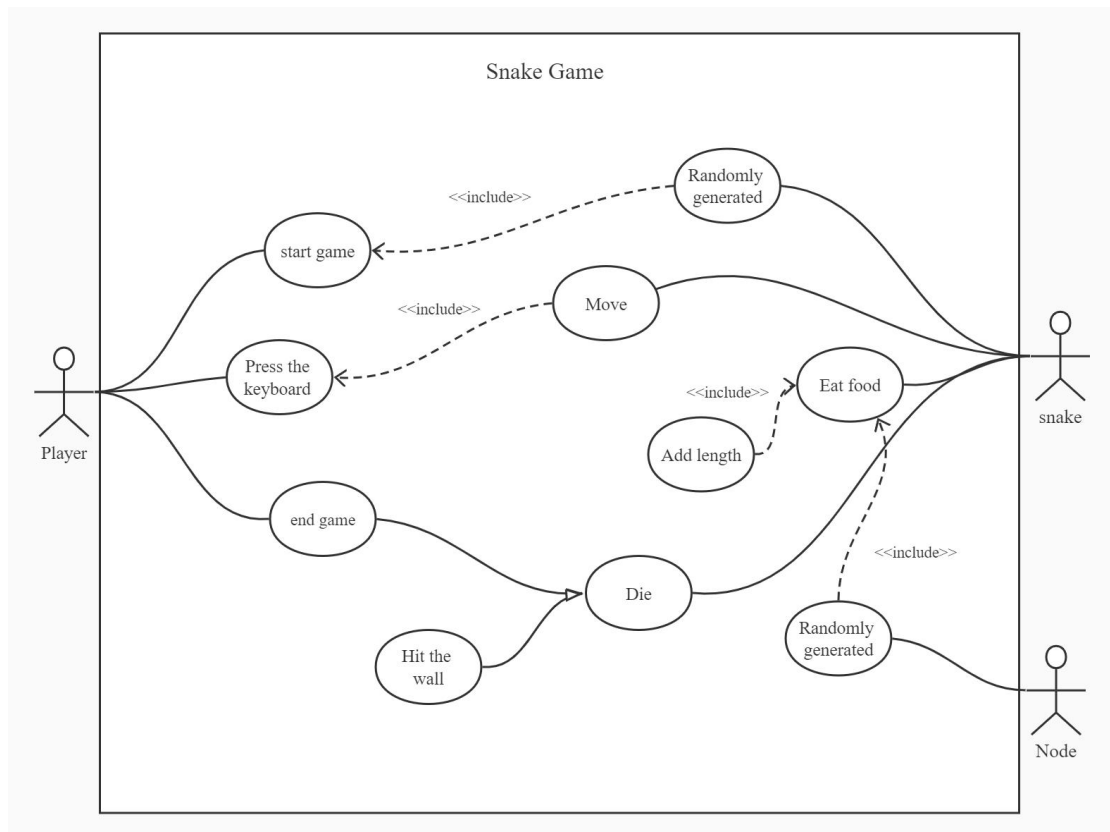 Snake Game
Randomly
generated
<<include>>
start game
Move
<<include>>
Press the
keyboard
Eat food
<<include>>
snake
Player
Add length
end game
<<include>>
Die
Randomly
generated
Hit the
wall
Node